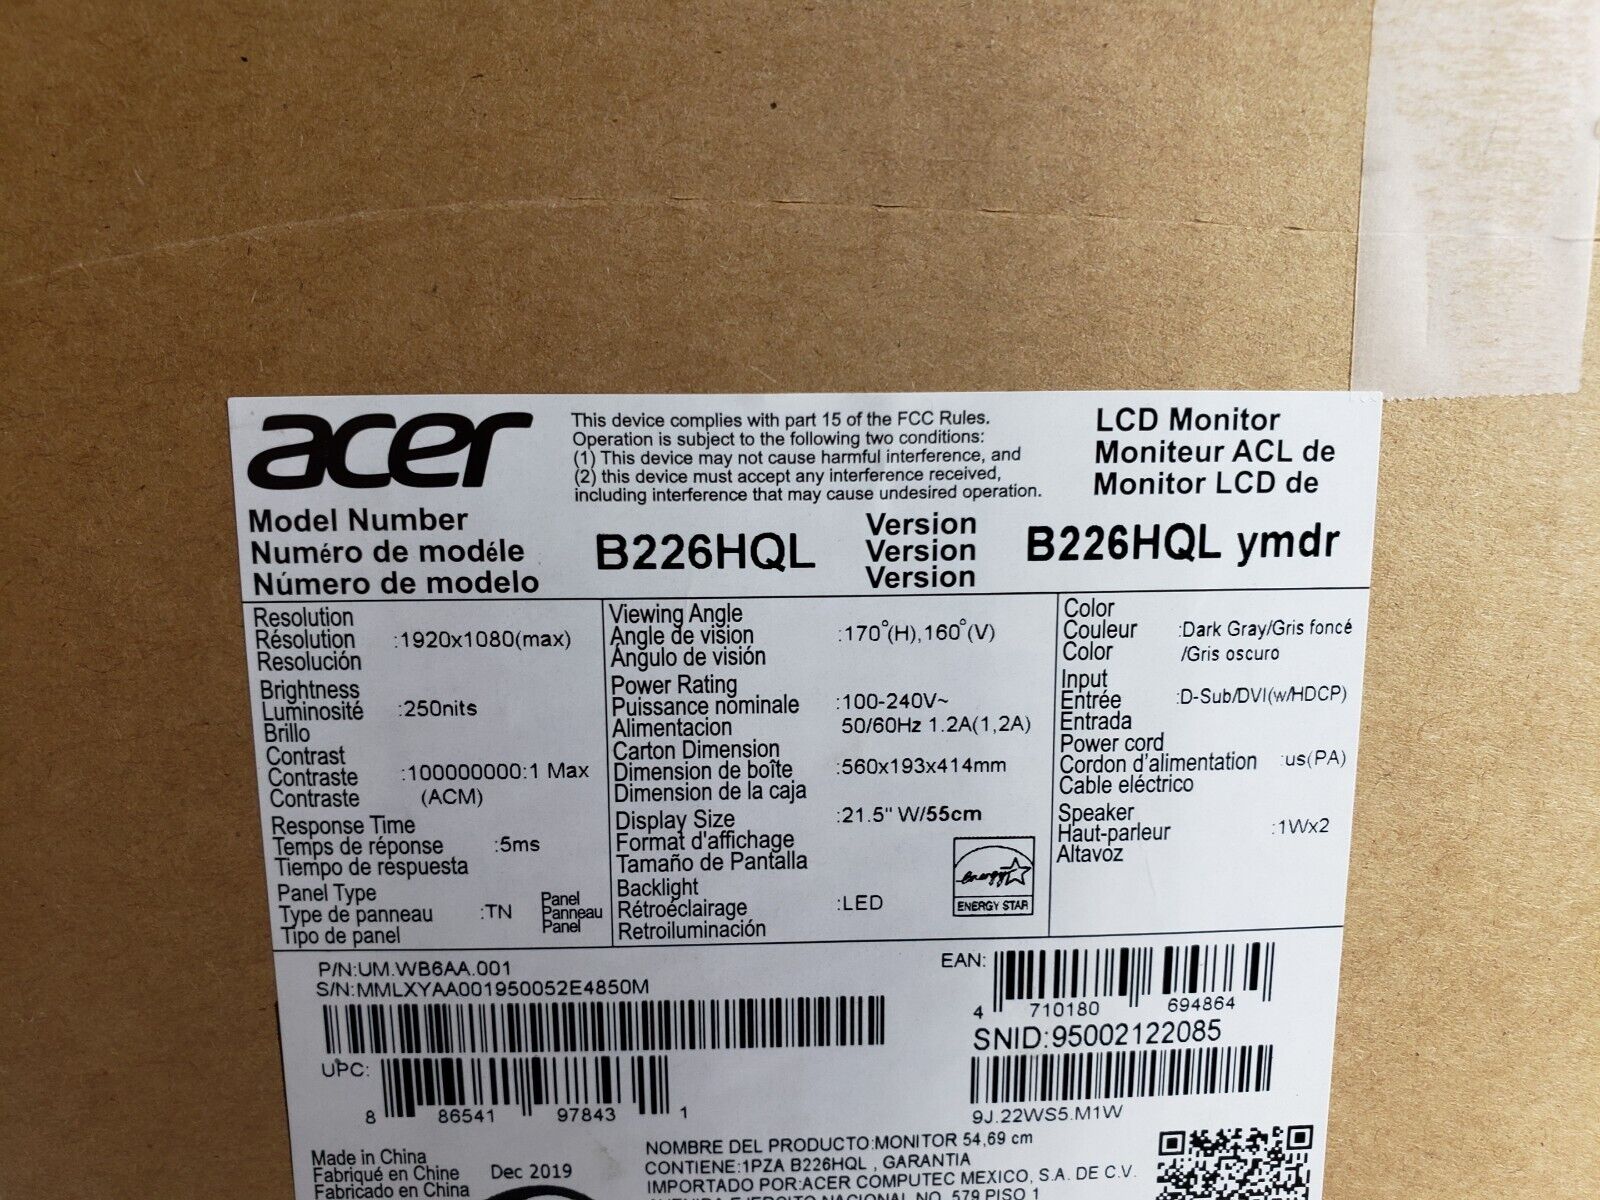 acer
This device complies with part 15 of the FCC Rules.
Operation is subject to the following two conditions:
(1) This device may not cause harmful interference, and
(2) this device must accept any interference received,
including interference that may cause undesired operation.
LCD Monitor
Moniteur ACL de
Monitor LCD de
Model Number
Numéro de modéle
Número de modelo
B226HQL
Version
Version
Version
B226HQL ymdr
Resolution
Résolution :1920x1080(max)
Resolución
Brightness
Luminosité :250nits
Brillo
Contrast
Contraste :100000000:1 Max
Contraste (ACM)
Response Time
Temps de réponse :5ms
Tiempo de respuesta
Panel Type
Type de panneau :TN
Tipo de panel
Panel
Panneau
Panel
Viewing Angle
Angle de vision :170°(H),160°(V)
Ángulo de visión
Power Rating
Puissance nominale :100-240V~
Alimentacion 50/60Hz 1.2A(1,2A)
Carton Dimension
Dimension de boîte :560x193x414mm
Dimension de la caja
Display Size :21.5" W/55cm
Format d'affichage
Tamaño de Pantalla
Backlight
Rétroéclairage :LED
Retroiluminación
energy
ENERGY STAR
Color
Couleur :Dark Gray/Gris foncé
Color /Gris oscuro
Input
Entrée :D-Sub/DVI(w/HDCP)
Entrada
Power cord
Cordon d'alimentation :us(PA)
Cable eléctrico
Speaker
Haut-parleur :1Wx2
Altavoz
P/N:UM.WB6AA.001
S/N:MMLXYAA001950052E4850M
EAN:
4 710180 694864
SNID:95002122085
UPC:
8 86541 97843 1
9J.22WS5.M1W
Made in China
Fabriqué en Chine
Fabricado en China
Dec 2019
NOMBRE DEL PRODUCTO:MONITOR 54,69 cm
CONTIENE:1PZA B226HQL , GARANTIA
IMPORTADO POR:ACER COMPUTEC MEXICO, S.A. DE C.V.
AVENIDA EJERCITO NACIONAL NO. 579 PISO 1